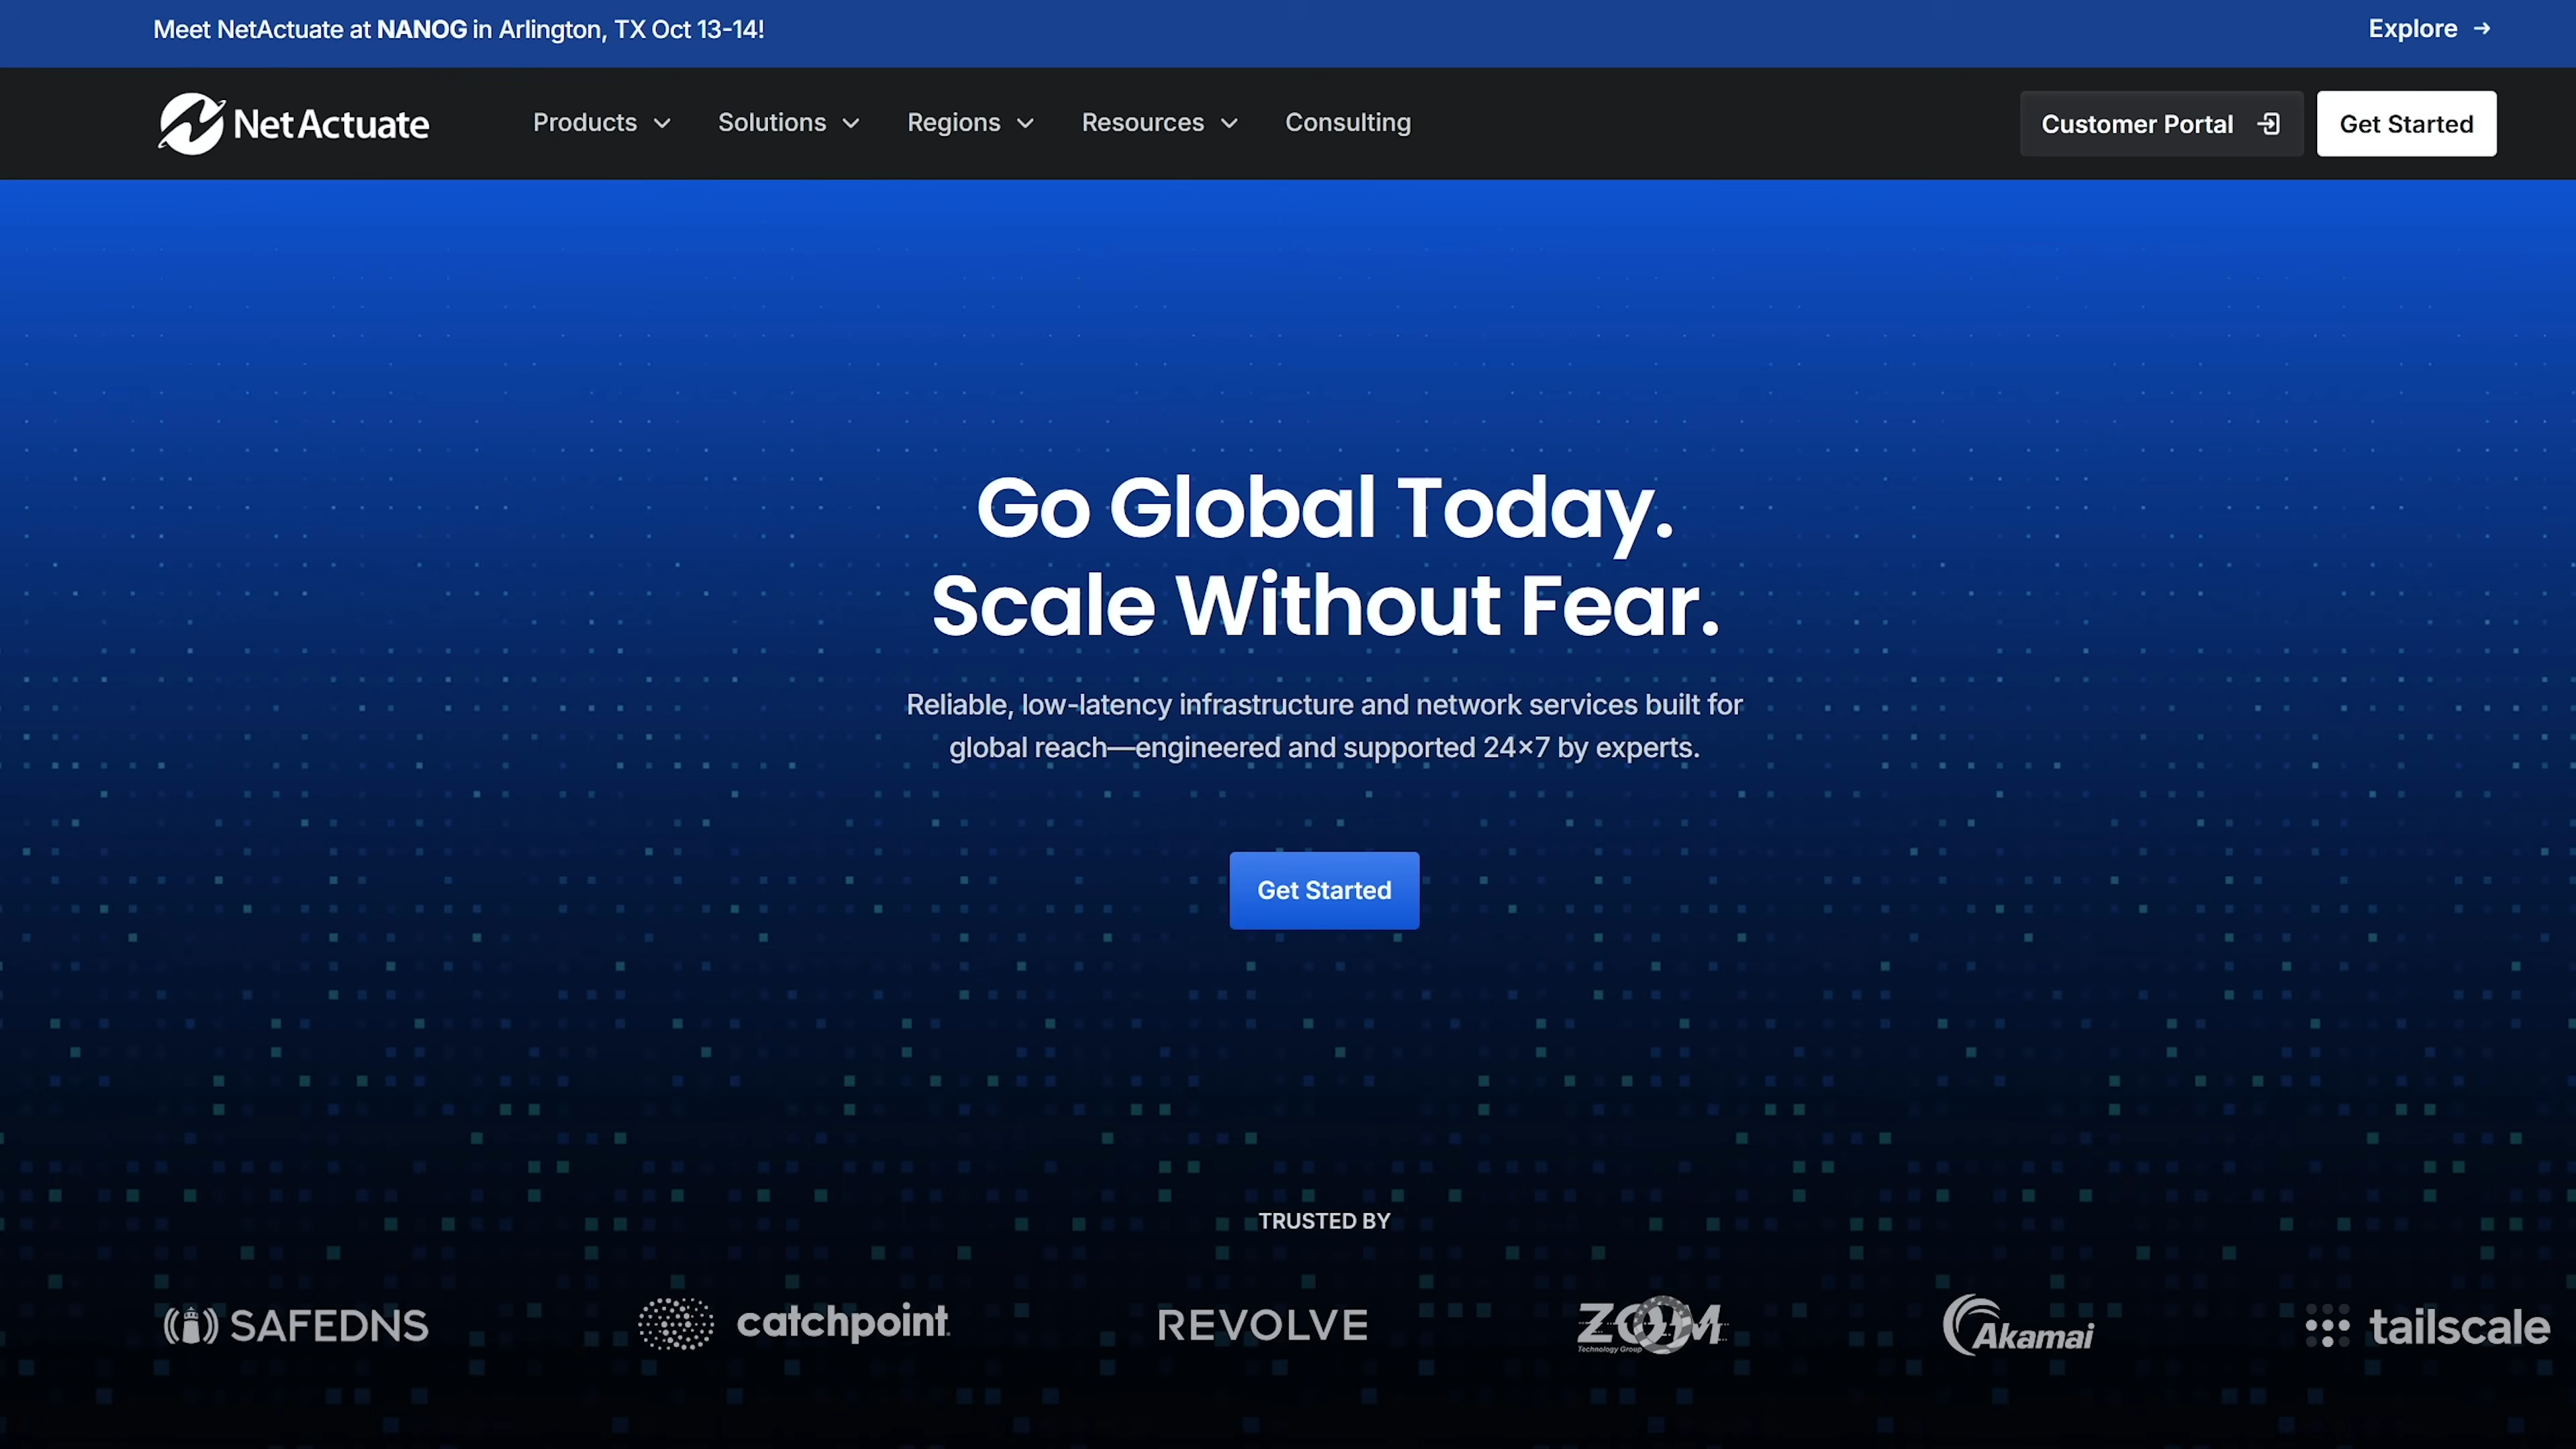 Meet NetActuate at NANOG in Arlington, TX Oct 13-14!
Explore →
NetActuate
Products
Solutions
Regions
Resources
Consulting
Customer Portal
Get Started
Go Global Today.
Scale Without Fear.
Reliable, low-latency infrastructure and network services built for
global reach—engineered and supported 24×7 by experts.
Get Started
TRUSTED BY
SAFEDNS
catchpoint
REVOLVE
ZOOM
Technology Group
Akamai
tailscale